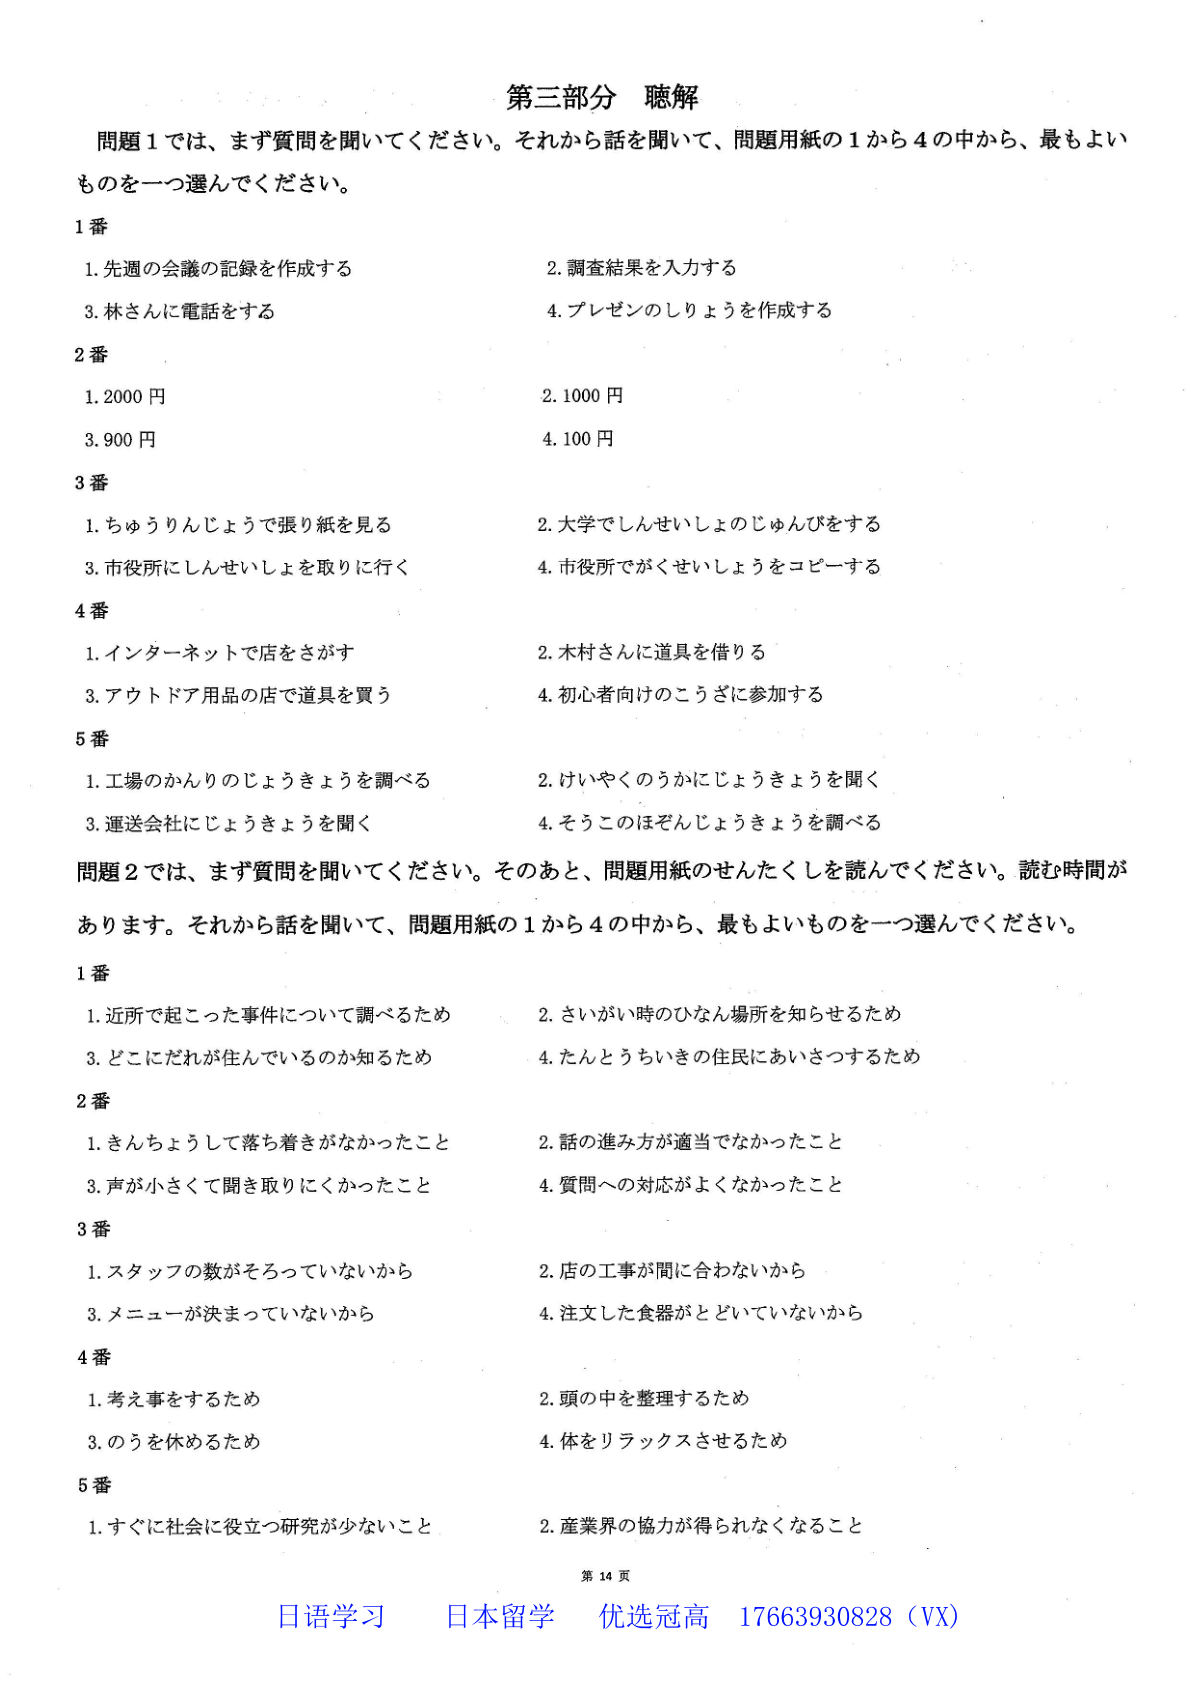 第三部分　聴解
問題１では、まず質問を聞いてください。それから話を聞いて、問題用紙の１から４の中から、最もよい
ものを一つ選んでください。
1 番
1. 先週の会議の記録を作成する 2. 調査結果を入力する
3. 林さんに電話をする 4. プレゼンのしりょうを作成する
2 番
1. 2000 円 2. 1000 円
3. 900 円 4. 100 円
3 番
1. ちゅうりんじょうで張り紙を見る 2. 大学でしんせいしょのじゅんびをする
3. 市役所にしんせいしょを取りに行く 4. 市役所でがくせいしょうをコピーする
4 番
1. インターネットで店をさがす 2. 木村さんに道具を借りる
3. アウトドア用品の店で道具を買う 4. 初心者向けのこうざに参加する
5 番
1. 工場のかんりのじょうきょうを調べる 2. けいやくのうかにじょうきょうを聞く
3. 運送会社にじょうきょうを聞く 4. そうこのほぞんじょうきょうを調べる
問題２では、まず質問を聞いてください。そのあと、問題用紙のせんたくしを読んでください。読む時間が
あります。それから話を聞いて、問題用紙の１から４の中から、最もよいものを一つ選んでください。
1 番
1. 近所で起こった事件について調べるため 2. さいがい時のひなん場所を知らせるため
3. どこにだれが住んでいるのか知るため 4. たんとうちいきの住民にあいさつするため
2 番
1. きんちょうして落ち着きがなかったこと 2. 話の進み方が適当でなかったこと
3. 声が小さくて聞き取りにくかったこと 4. 質問への対応がよくなかったこと
3 番
1. スタッフの数がそろっていないから 2. 店の工事が間に合わないから
3. メニューが決まっていないから 4. 注文した食器がとどいていないから
4 番
1. 考え事をするため 2. 頭の中を整理するため
3. のうを休めるため 4. 体をリラックスさせるため
5 番
1. すぐに社会に役立つ研究が少ないこと 2. 産業界の協力が得られなくなること
第 14 页
日语学习 日本留学 优选冠高 17663930828（VX)